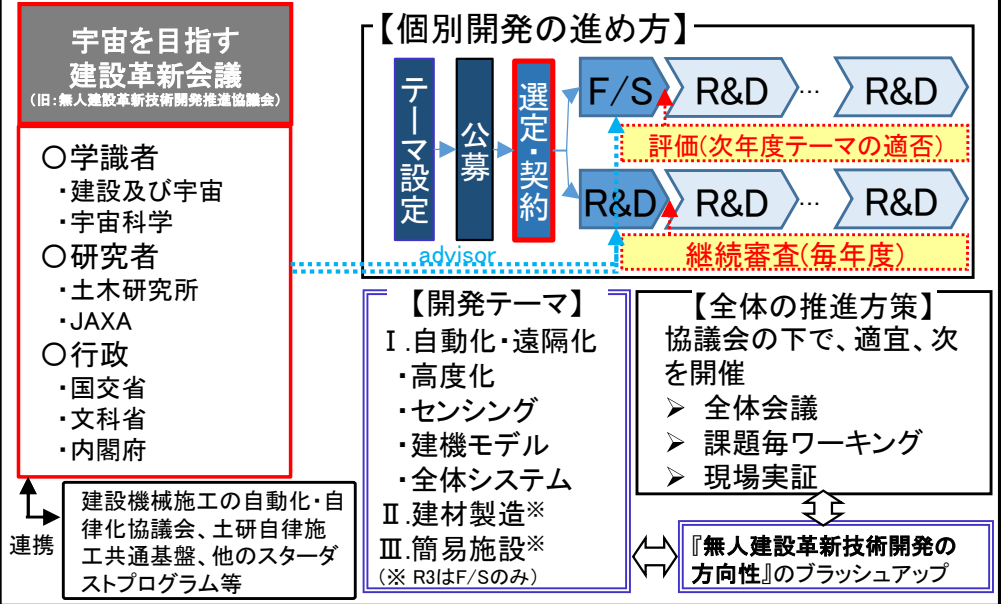 宇宙を目指す
建設革新会議
（旧：無人建設革新技術開発推進協議会）
〇学識者
・建設及び宇宙
・宇宙科学
〇研究者
・土木研究所
・JAXA
〇行政
・国交省
・文科省
・内閣府
連携
建設機械施工の自動化・自
律化協議会、土研自律施
工共通基盤、他のスターダ
ストプログラム等
【個別開発の進め方】
テーマ設定
公募
選定・契約
F/S
R&D
…
R&D
評価(次年度テーマの適否)
R&D
R&D
…
R&D
継続審査(毎年度)
advisor
【開発テーマ】
Ⅰ.自動化・遠隔化
・高度化
・センシング
・建機モデル
・全体システム
Ⅱ.建材製造※
Ⅲ.簡易施設※
(※ R3はF/Sのみ)
【全体の推進方策】
協議会の下で、適宜、次
を開催
➢ 全体会議
➢ 課題毎ワーキング
➢ 現場実証
『無人建設革新技術開発の
方向性』のブラッシュアップ